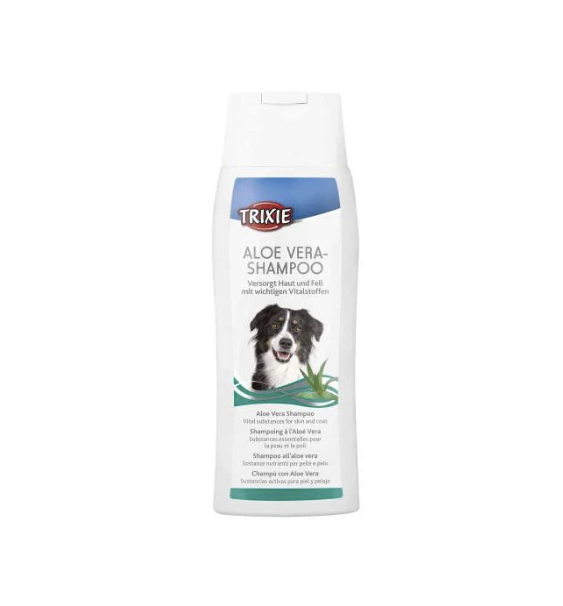 TRIXIE
ALOE VERA-
SHAMPOO
Versorgt Haut und Fell
mit wichtigen Vitalstoffen
Aloe Vera Shampoo
Vital substances for skin and coat
Shampoing à l'Aloé Vera
Substances essentielles pour
la peau et le poil
Shampoo all'aloe vera
Sostanze nutrienti per pelle e pelo
Champú con Aloe Vera
Sustancias activas para piel y pelaje